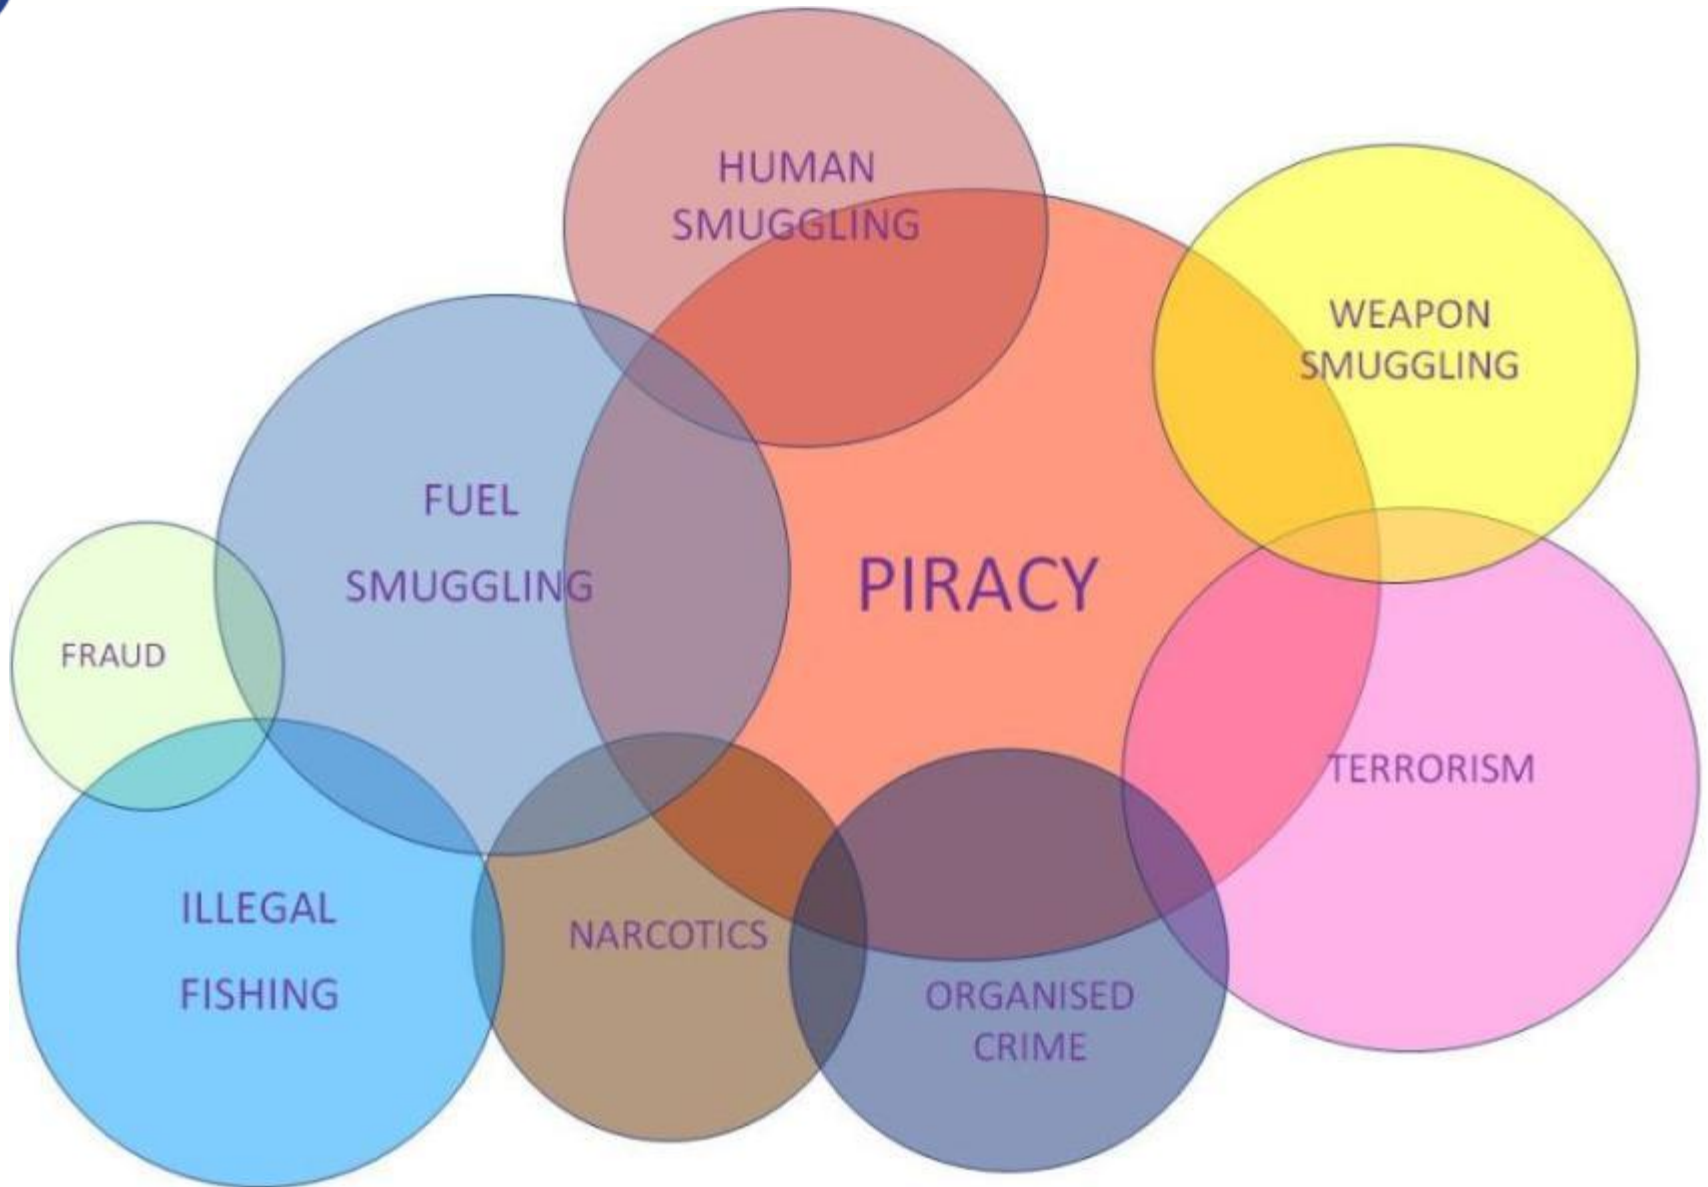 HUMAN
SMUGGLING
WEAPON
SMUGGLING
FUEL
SMUGGLING
PIRACY
FRAUD
TERRORISM
ILLEGAL
FISHING
NARCOTICS
ORGANISED
CRIME